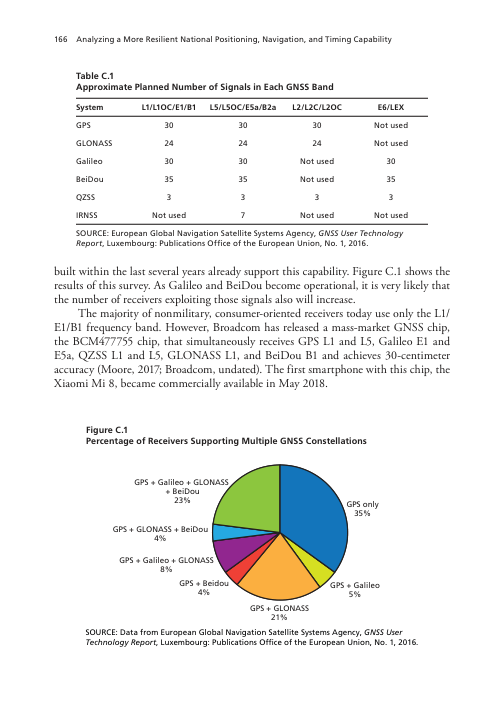 166 Analyzing a More Resilient National Positioning, Navigation, and Timing Capability
Table C.1
Approximate Planned Number of Signals in Each GNSS Band
System L1/L1OC/E1/B1 L5/L5OC/E5a/B2a L2/L2C/L2OC E6/LEX
GPS 30 30 30 Not used
GLONASS 24 24 24 Not used
Galileo 30 30 Not used 30
BeiDou 35 35 Not used 35
QZSS 3 3 3 3
IRNSS Not used 7 Not used Not used
SOURCE: European Global Navigation Satellite Systems Agency, GNSS User Technology
Report, Luxembourg: Publications Office of the European Union, No. 1, 2016.
built within the last several years already support this capability. Figure C.1 shows the
results of this survey. As Galileo and BeiDou become operational, it is very likely that
the number of receivers exploiting those signals also will increase.
The majority of nonmilitary, consumer-oriented receivers today use only the L1/
E1/B1 frequency band. However, Broadcom has released a mass-market GNSS chip,
the BCM477755 chip, that simultaneously receives GPS L1 and L5, Galileo E1 and
E5a, QZSS L1 and L5, GLONASS L1, and BeiDou B1 and achieves 30-centimeter
accuracy (Moore, 2017; Broadcom, undated). The first smartphone with this chip, the
Xiaomi Mi 8, became commercially available in May 2018.
Figure C.1
Percentage of Receivers Supporting Multiple GNSS Constellations
GPS + Galileo + GLONASS
+ BeiDou
23%
GPS only
35%
GPS + GLONASS + BeiDou
4%
GPS + Galileo + GLONASS
8%
GPS + Beidou
4%
GPS + Galileo
5%
GPS + GLONASS
21%
SOURCE: Data from European Global Navigation Satellite Systems Agency, GNSS User
Technology Report, Luxembourg: Publications Office of the European Union, No. 1, 2016.